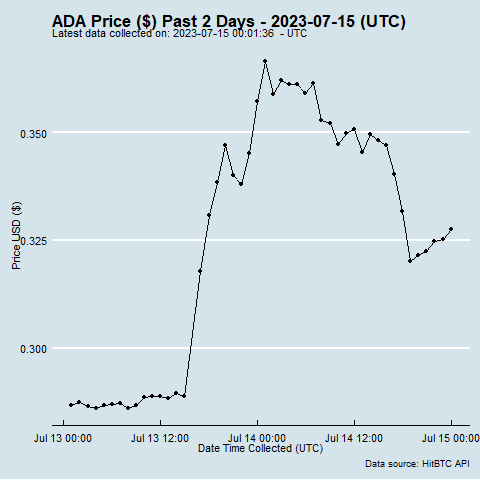 ADA Price ($) Past 2 Days - 2023-07-15 (UTC)
Latest data collected on: 2023-07-15 00:01:36  - UTC
0.350
0.325
0.300
Price USD ($)
Jul 13 00:00 Jul 13 12:00 Jul 14 00:00 Jul 14 12:00 Jul 15 00:00
Date Time Collected (UTC)
Data source: HitBTC API